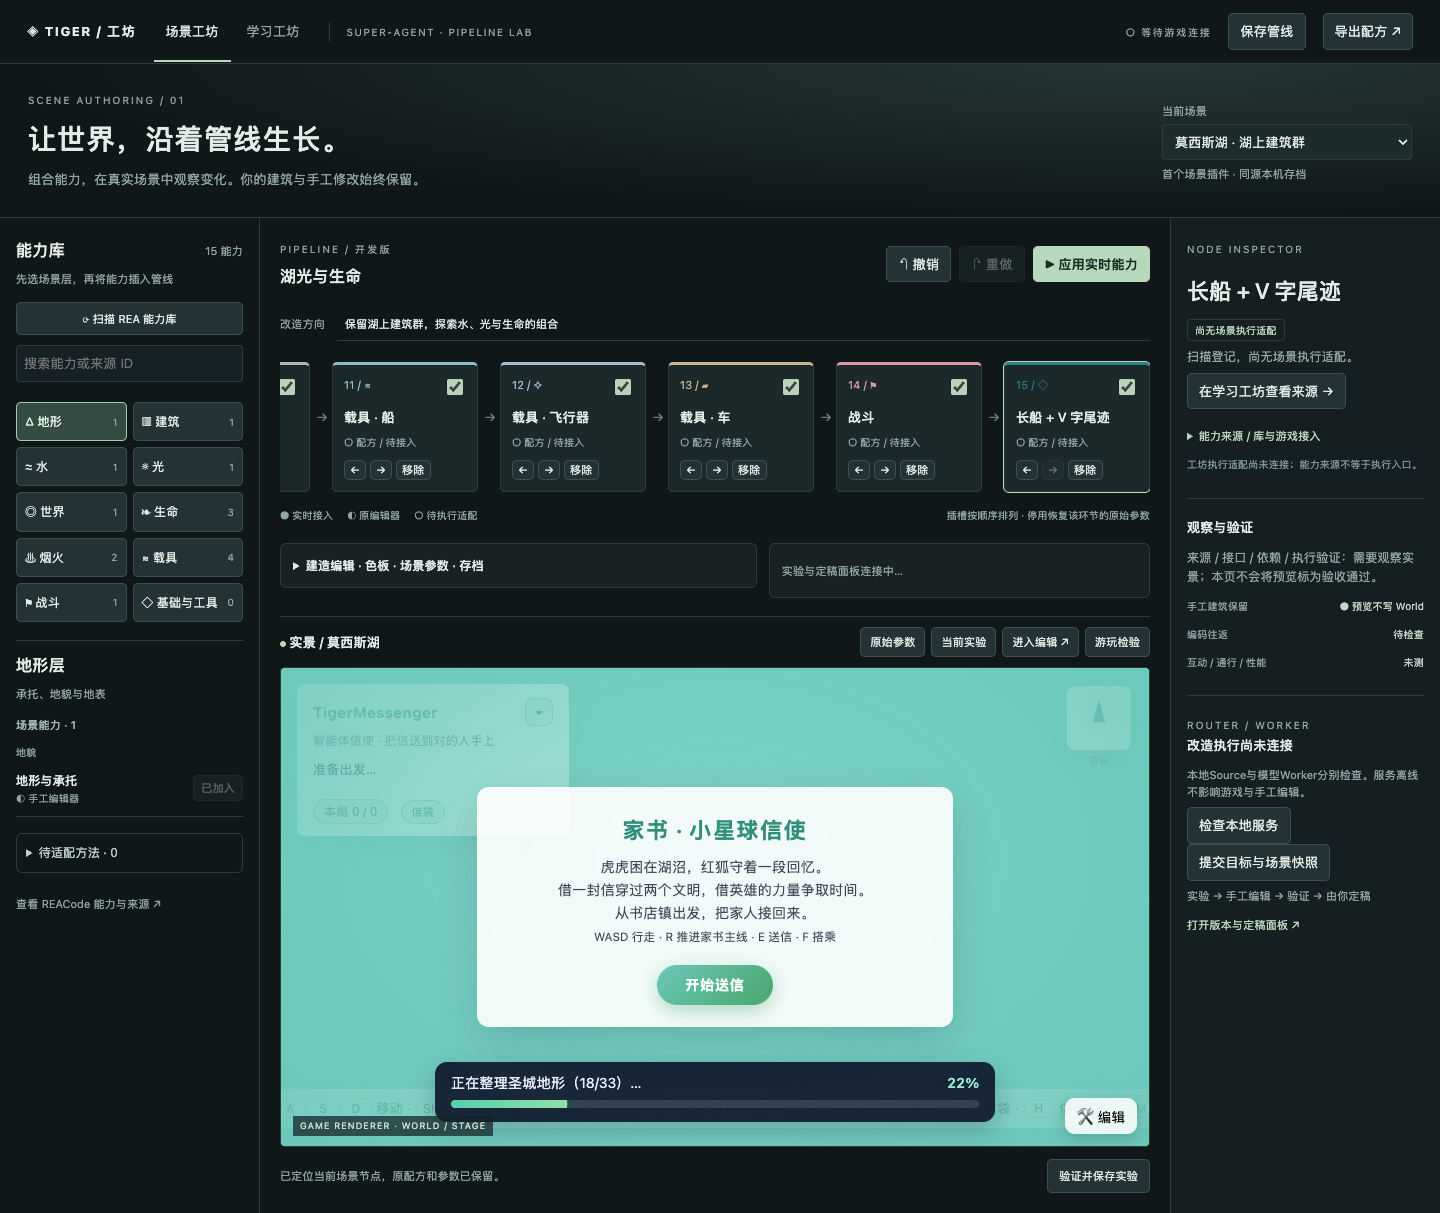 ◈ TIGER / 工坊
场景工坊
学习工坊
SUPER-AGENT · PIPELINE LAB
○ 等待游戏连接
保存管线
导出配方 ↗
SCENE AUTHORING / 01
让世界，沿着管线生长。
组合能力，在真实场景中观察变化。你的建筑与手工修改始终保留。
当前场景
莫西斯湖 · 湖上建筑群
首个场景插件 · 同源本机存档
能力库
15 能力
先选场景层，再将能力插入管线
⟳ 扫描 REA 能力库
搜索能力或来源 ID
△ 地形 1
▥ 建筑 1
≈ 水 1
☀ 光 1
◎ 世界 1
❧ 生命 3
♨ 烟火 2
≋ 载具 4
⚑ 战斗 1
◇ 基础与工具 0
地形层
承托、地貌与地表
场景能力 · 1
地貌
地形与承托
◐ 手工编辑器
已加入
▶ 待适配方法 · 0
查看 REACode 能力与来源 ↗
PIPELINE / 开发版
湖光与生命
撤销
重做
▶ 应用实时能力
改造方向
保留湖上建筑群，探索水、光与生命的组合
→
11 / ≋
载具 · 船
○ 配方 / 待接入
← → 移除
→
12 / ✧
载具 · 飞行器
○ 配方 / 待接入
← → 移除
→
13 / ▰
载具 · 车
○ 配方 / 待接入
← → 移除
→
14 / ⚑
战斗
○ 配方 / 待接入
← → 移除
→
15 / ◇
长船 + V 字尾迹
○ 配方 / 待接入
← → 移除
● 实时接入 ◐ 原编辑器 ○ 待执行适配
插槽按顺序排列 · 停用恢复该环节的原始参数
▶ 建造编辑 · 色板 · 场景参数 · 存档
实验与定稿面板连接中...
● 实景 / 莫西斯湖
原始参数
当前实验
进入编辑 ↗
游玩检验
TigerMessenger
智能体信使 · 把信送到对的人手上
准备出发...
本局 0 / 0
信袋
目标
家书 · 小星球信使
虎虎困在湖沼，红狐守着一段回忆。
借一封信穿过两个文明，借英雄的力量争取时间。
从书店镇出发，把家人接回来。
WASD 行走 · R 推进家书主线 · E 送信 · F 搭乘
开始送信
正在整理圣城地形（18/33）...
22%
A S D 移动 ·
袋 · H
M
GAME RENDERER · WORLD / STAGE
🛠 编辑
已定位当前场景节点，原配方和参数已保留。
验证并保存实验
NODE INSPECTOR
长船 + V 字尾迹
尚无场景执行适配
扫描登记，尚无场景执行适配。
在学习工坊查看来源 →
▶ 能力来源 / 库与游戏接入
工坊执行适配尚未连接；能力来源不等于执行入口。
观察与验证
来源 / 接口 / 依赖 / 执行验证：需要观察实
景；本页不会将预览标为验收通过。
手工建筑保留
● 预览不写 World
编码往返
待检查
互动 / 通行 / 性能
未测
ROUTER / WORKER
改造执行尚未连接
本地Source与模型Worker分别检查。服务离线
不影响游戏与手工编辑。
检查本地服务
提交目标与场景快照
实验 → 手工编辑 → 验证 → 由你定稿
打开版本与定稿面板 ↗